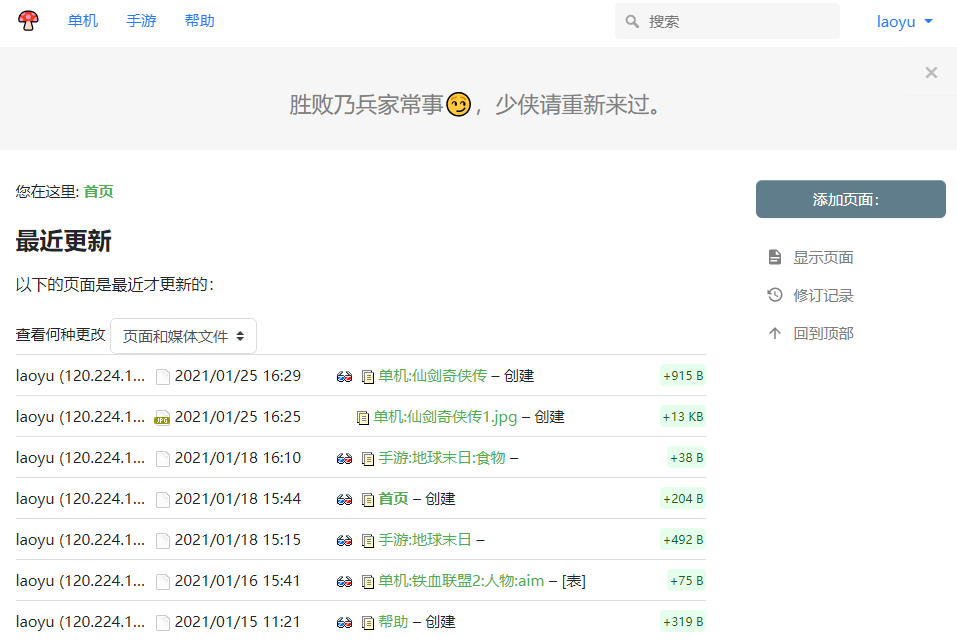 单机 手游 帮助 搜索 laoyu
胜败乃兵家常事😏，少侠请重新来过。
您在这里: 首页
添加页面:
最近更新
显示页面
以下的页面是最近才更新的：
修订记录
查看何种更改 页面和媒体文件
回到顶部
laoyu (120.224.1... 2021/01/25 16:29 单机:仙剑奇侠传 – 创建 +915 B
laoyu (120.224.1... JPG 2021/01/25 16:25 单机:仙剑奇侠传1.jpg – 创建 +13 KB
laoyu (120.224.1... 2021/01/18 16:10 手游:地球末日:食物 – +38 B
laoyu (120.224.1... 2021/01/18 15:44 首页 – 创建 +204 B
laoyu (120.224.1... 2021/01/18 15:15 手游:地球末日 – +492 B
laoyu (120.224.1... 2021/01/16 15:41 单机:铁血联盟2:人物:aim – [表] +75 B
laoyu (120.224.1... 2021/01/15 11:21 帮助 – 创建 +319 B